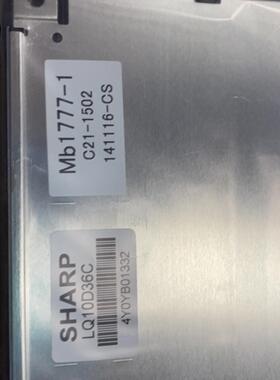 Mb1777-1
C21-1502
141116-CS
SHARP
LQ10D36C
4Y0YB01332